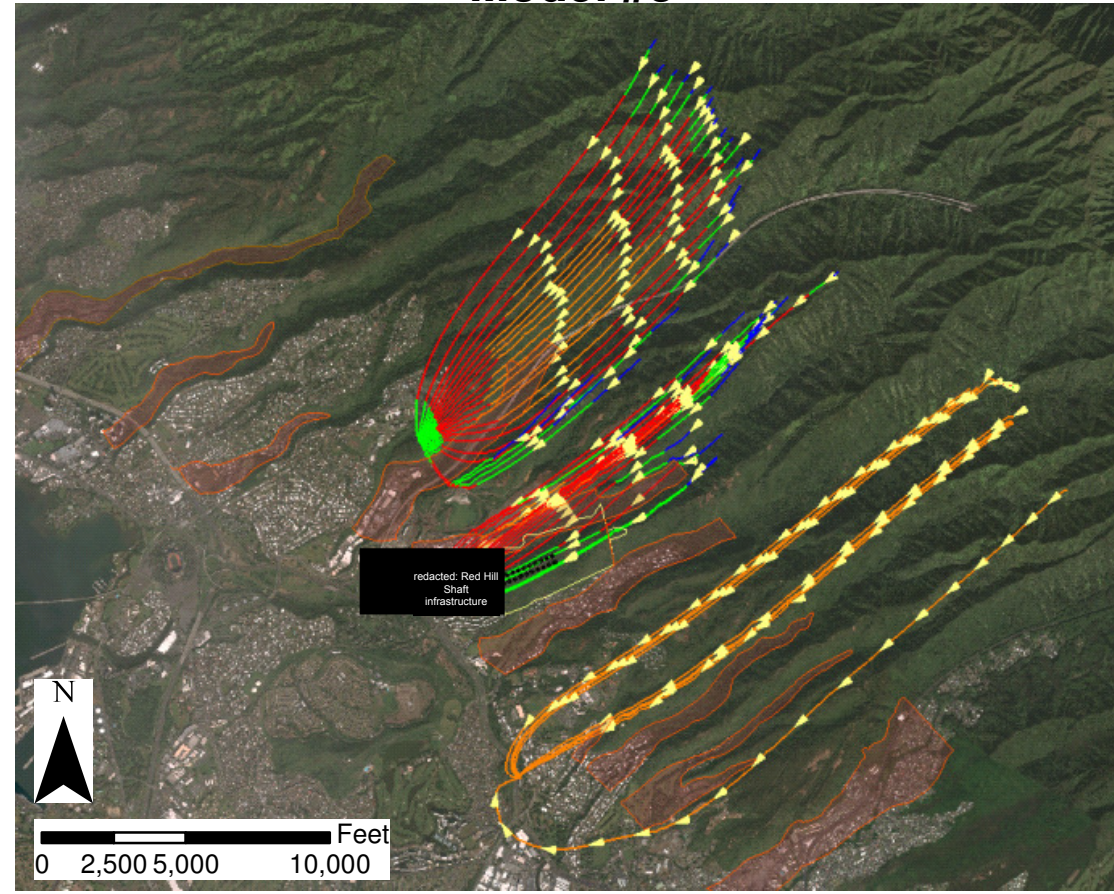 redacted: Red Hill
Shaft
infrastructure
N
Feet
0 2,500 5,000 10,000